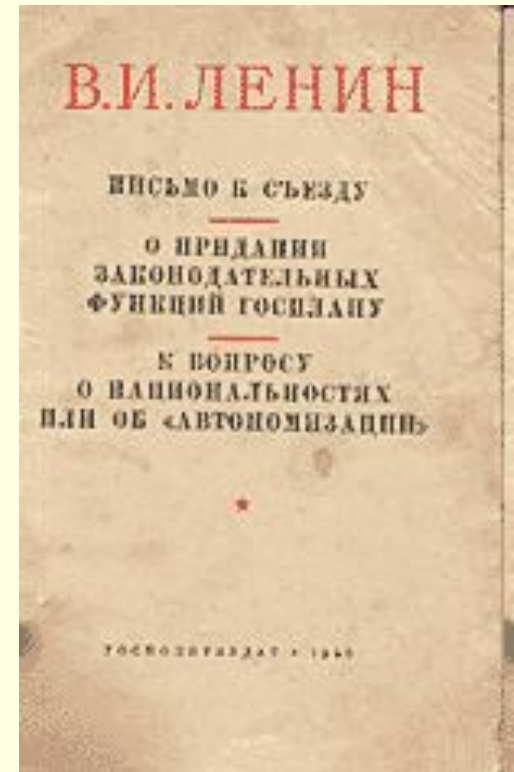 В.И. ЛЕНИН
ПИСЬМО К СЪЕЗДУ
О ПРИДАНИИ
ЗАКОНОДАТЕЛЬНЫХ
ФУНКЦИЙ ГОСПЛАНУ
К ВОПРОСУ
О НАЦИОНАЛЬНОСТЯХ
ИЛИ ОБ «АВТОНОМИЗАЦИИ»
ГОСПОЛИТИЗДАТ